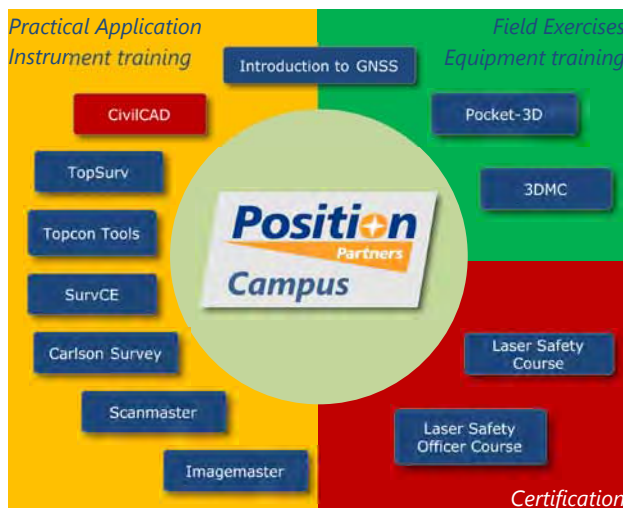 Practical Application
Instrument training
Field Exercises
Equipment training
Introduction to GNSS
CivilCAD
TopSurv
Topcon Tools
SurvCE
Carlson Survey
Scanmaster
Imagemaster
Pocket-3D
3DMC
Position
Partners
Campus
Laser Safety
Course
Laser Safety
Officer Course
Certification